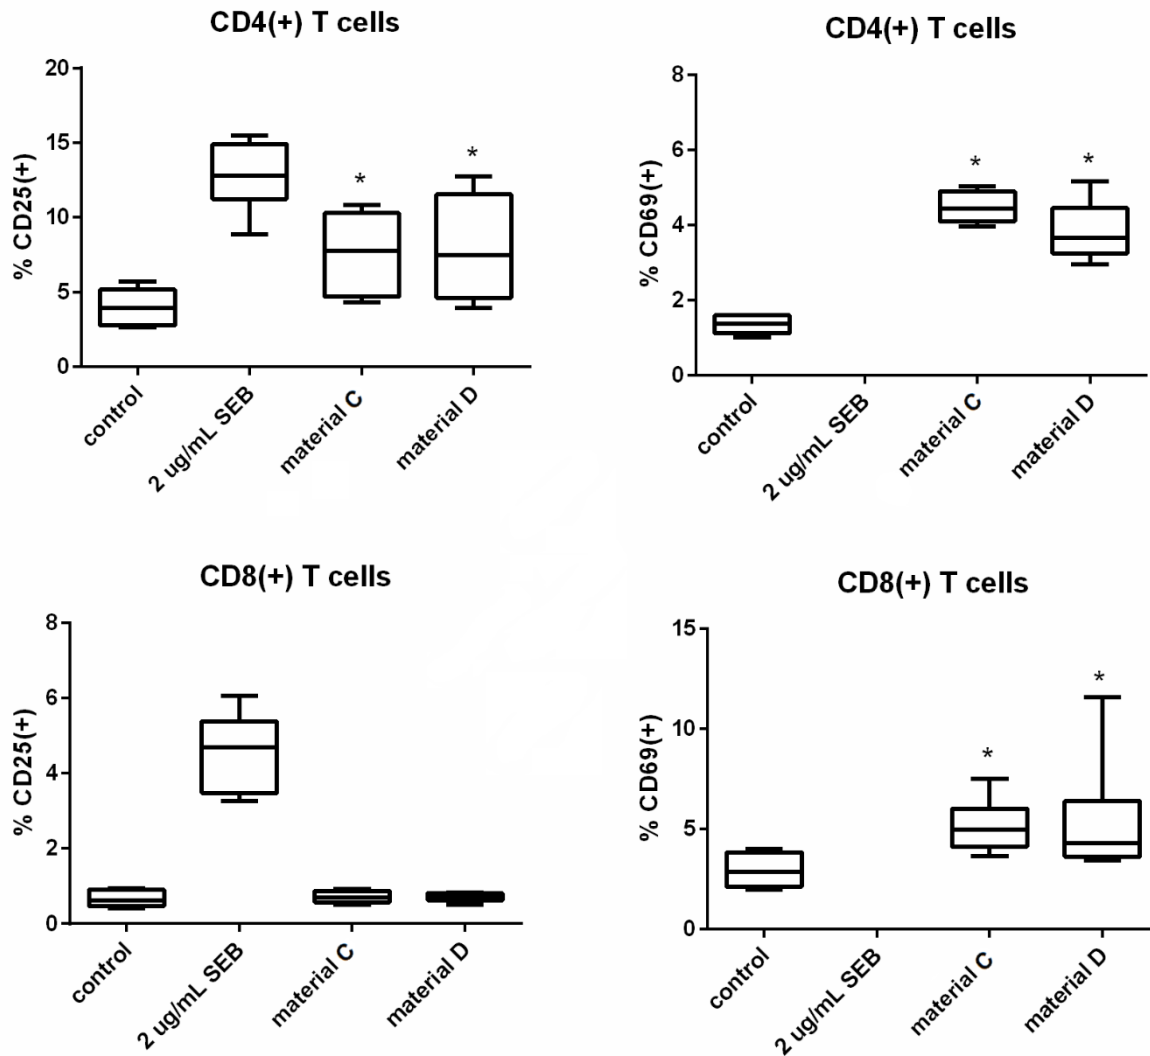 CD4(+) T cells
% CD25(+)
20
15
10
5
0
*
*
control
2 ug/mL SEB
material C
material D
CD4(+) T cells
% CD69(+)
8
6
4
2
0
*
*
control
2 ug/mL SEB
material C
material D
CD8(+) T cells
% CD25(+)
8
6
4
2
0
control
2 ug/mL SEB
material C
material D
CD8(+) T cells
% CD69(+)
15
10
5
0
*
*
control
2 ug/mL SEB
material C
material D